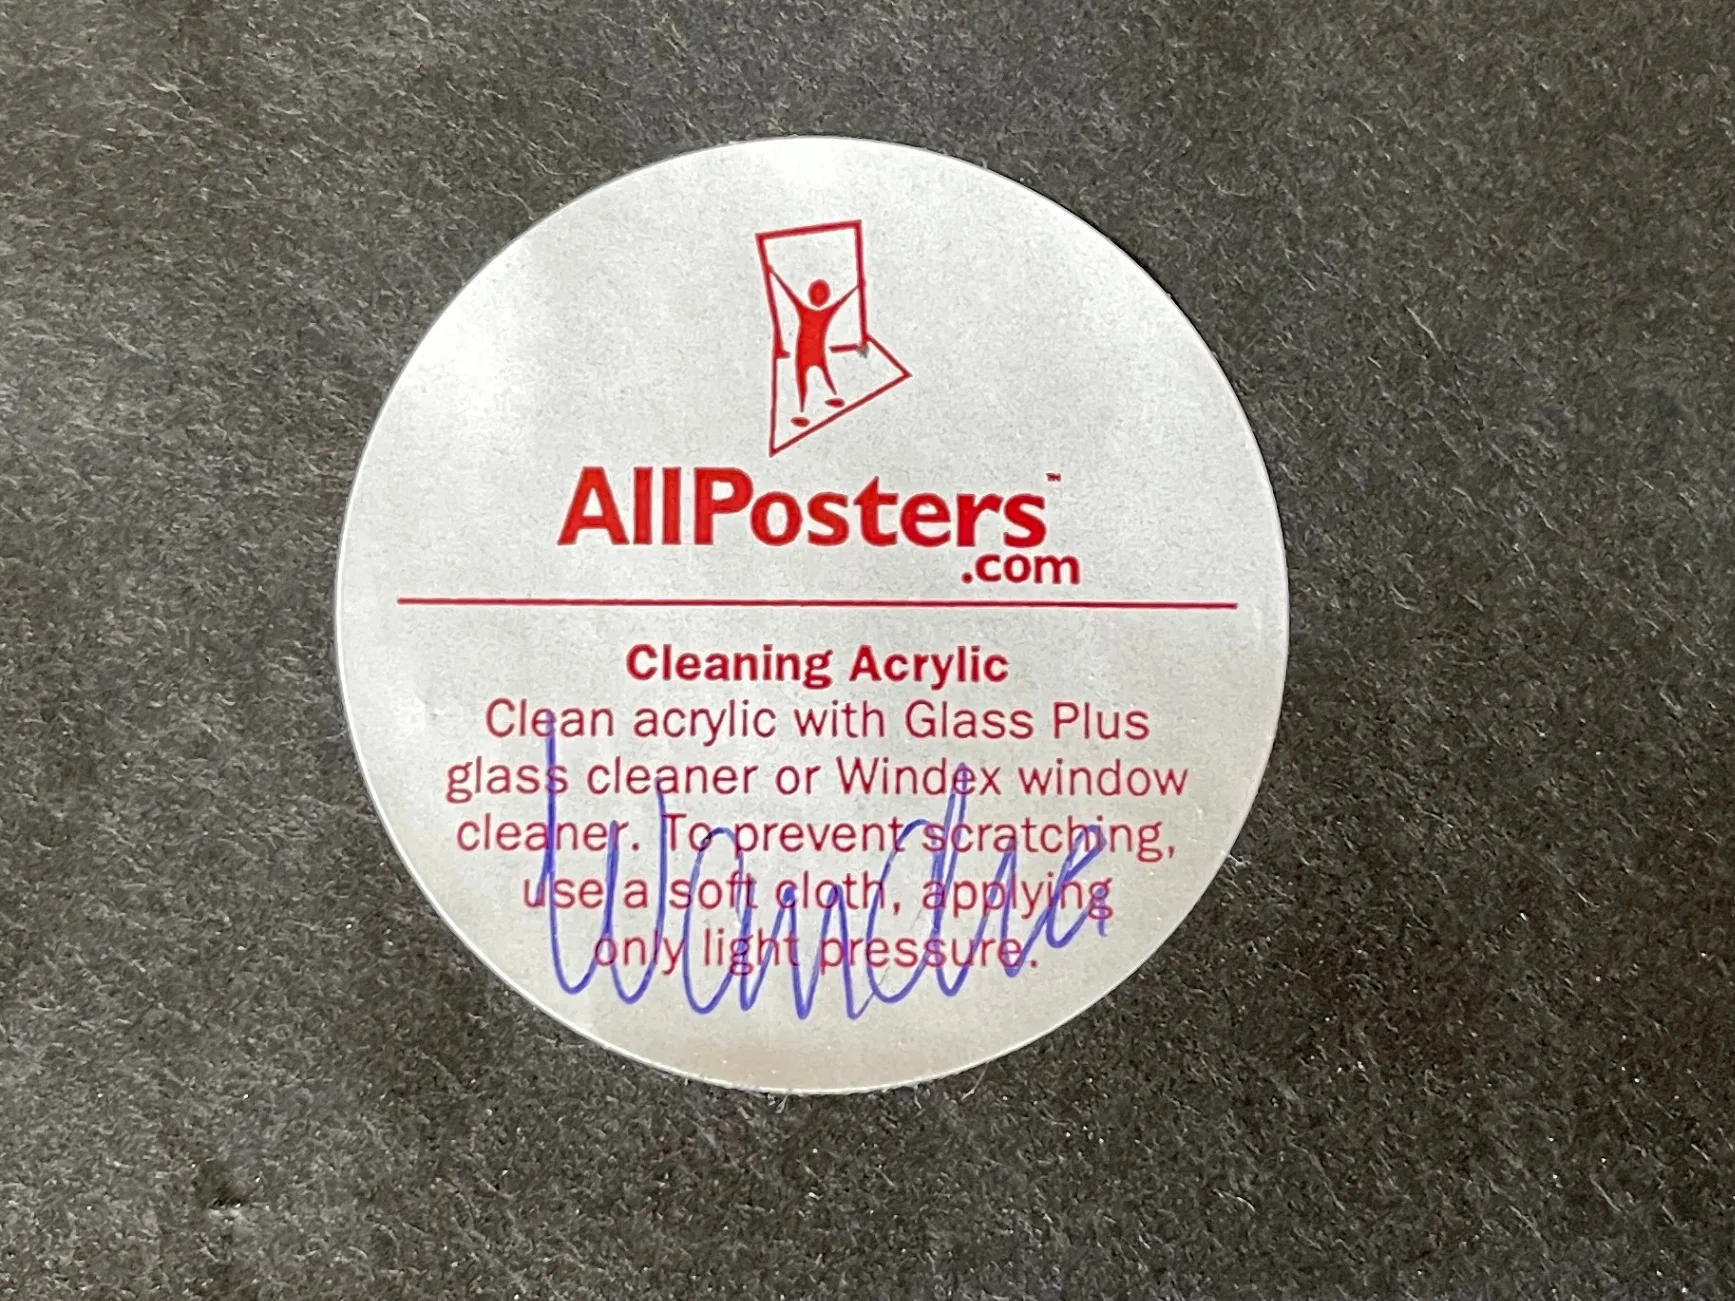 AllPosters™
.com
Cleaning Acrylic
Clean acrylic with Glass Plus
glass cleaner or Windex window
cleaner. To prevent scratching,
use a soft cloth, applying
only light pressure.